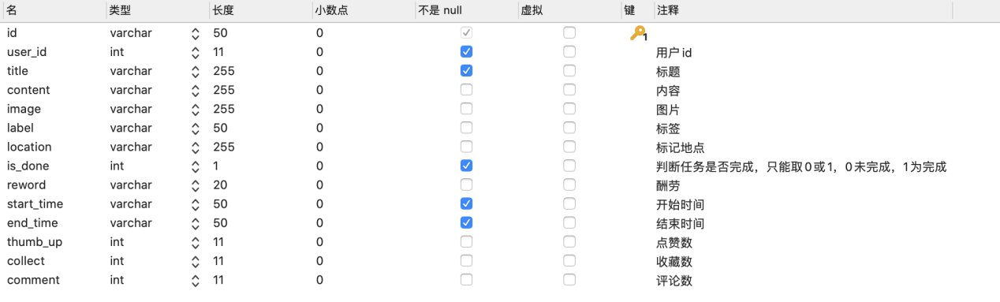 名 类型 长度 小数点 不是 null 虚拟 键 注释
id varchar 50 0 1
user_id int 11 0 用户id
title varchar 255 0 标题
content varchar 255 0 内容
image varchar 255 0 图片
label varchar 50 0 标签
location varchar 255 0 标记地点
is_done int 1 0 判断任务是否完成，只能取0或1，0未完成，1为完成
reword varchar 20 0 酬劳
start_time varchar 50 0 开始时间
end_time varchar 50 0 结束时间
thumb_up int 11 0 点赞数
collect int 11 0 收藏数
comment int 11 0 评论数